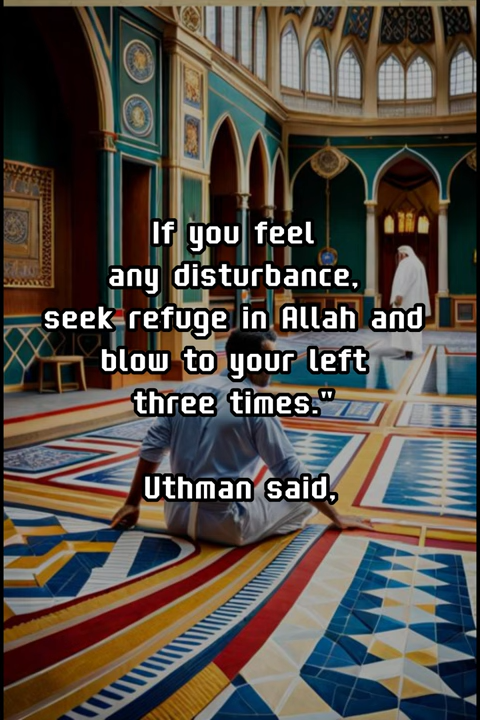 If you feel
any disturbance,
seek refuge in Allah and
blow to your left
three times."
Uthman said,